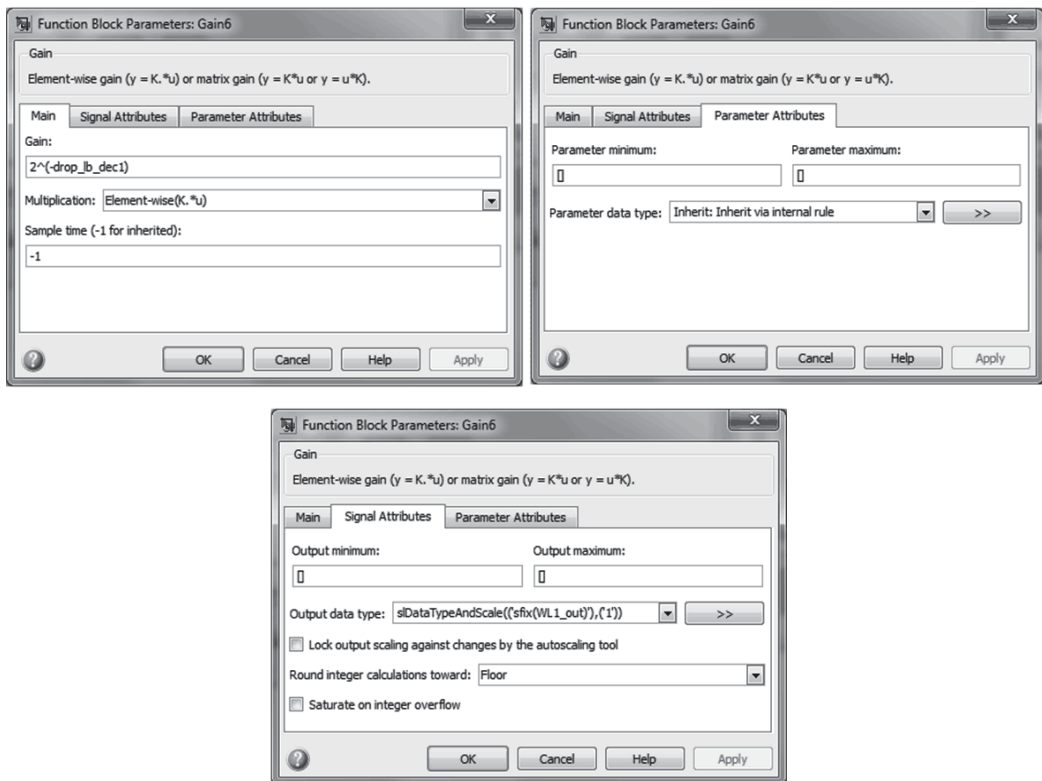 Function Block Parameters: Gain6
X
Gain
Element-wise gain (y = K.*u) or matrix gain (y = K*u or y = u*K).
Main
Signal Attributes
Parameter Attributes
Gain:
2^(-drop_lb_dec1)
Multiplication: Element-wise(K.*u)
Sample time (-1 for inherited):
-1
?
OK
Cancel
Help
Apply
Function Block Parameters: Gain6
X
Gain
Element-wise gain (y = K.*u) or matrix gain (y = K*u or y = u*K).
Main
Signal Attributes
Parameter Attributes
Parameter minimum:
Parameter maximum:
[]
[]
Parameter data type: Inherit: Inherit via internal rule
>>
?
OK
Cancel
Help
Apply
Function Block Parameters: Gain6
X
Gain
Element-wise gain (y = K.*u) or matrix gain (y = K*u or y = u*K).
Main
Signal Attributes
Parameter Attributes
Output minimum:
Output maximum:
[]
[]
Output data type: slDataTypeAndScale(('sfix(WL1_out)'),('1'))
>>
Lock output scaling against changes by the autoscaling tool
Round integer calculations toward: Floor
Saturate on integer overflow
?
OK
Cancel
Help
Apply